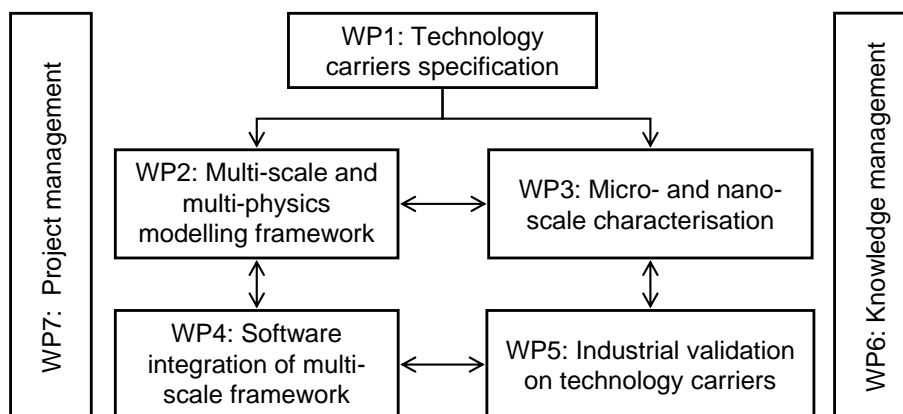 WP1: Technology
carriers specification
WP7: Project management
WP2: Multi-scale and
multi-physics
modelling framework
WP3: Micro- and nano-
scale characterisation
WP6: Knowledge management
WP4: Software
integration of multi-
scale framework
WP5: Industrial validation
on technology carriers